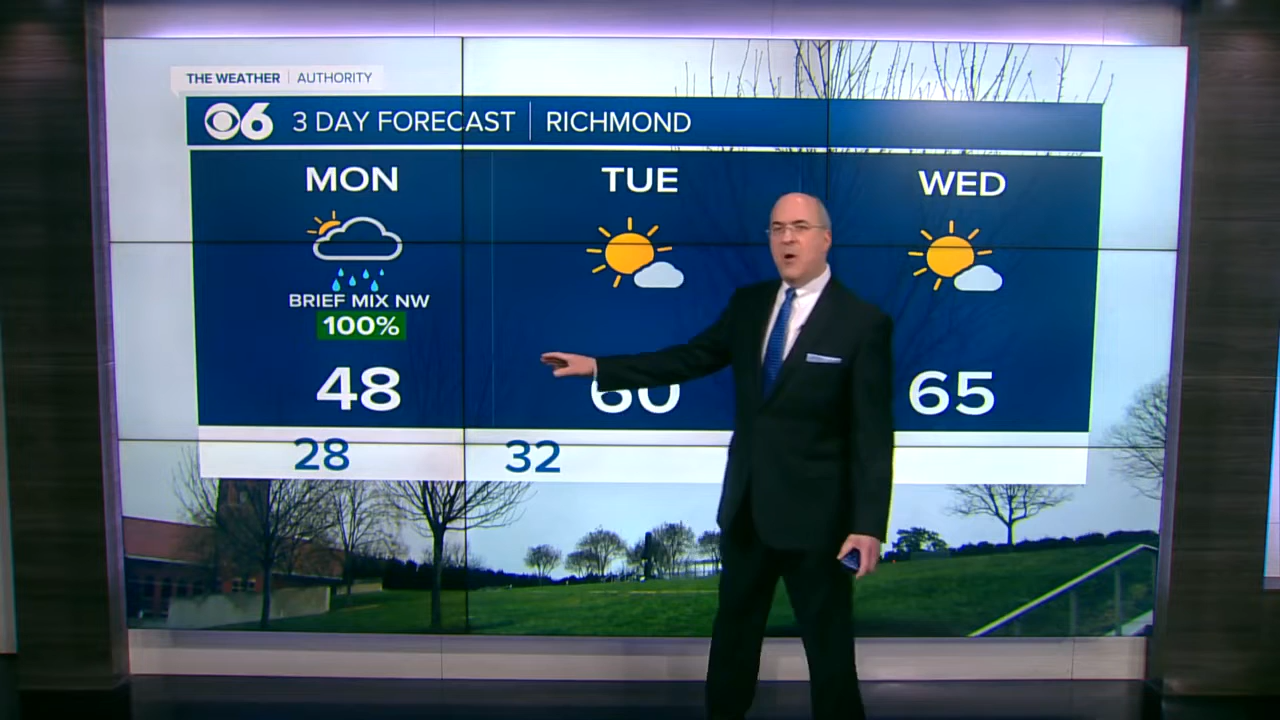 THE WEATHER | AUTHORITY
6 3 DAY FORECAST | RICHMOND
MON
TUE
WED
BRIEF MIX NW
100%
48
60
65
28
32